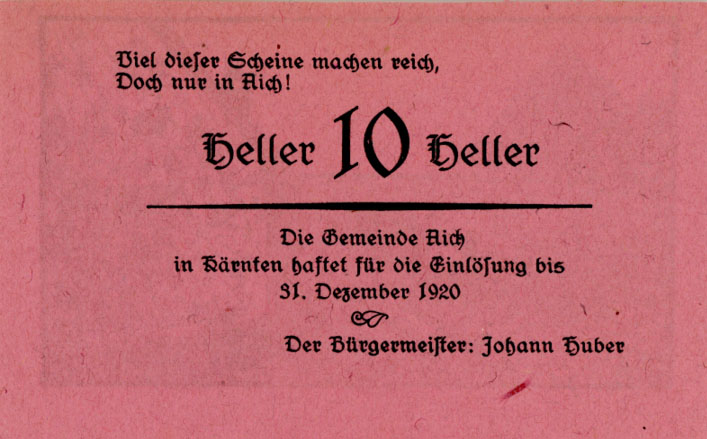 Viel dieser Scheine machen reich,
Doch nur in Aich!
Heller 10 Heller
Die Gemeinde Aich
in Kärnten haftet für die Einlösung bis
31. Dezember 1920
Der Bürgermeister: Johann Huber